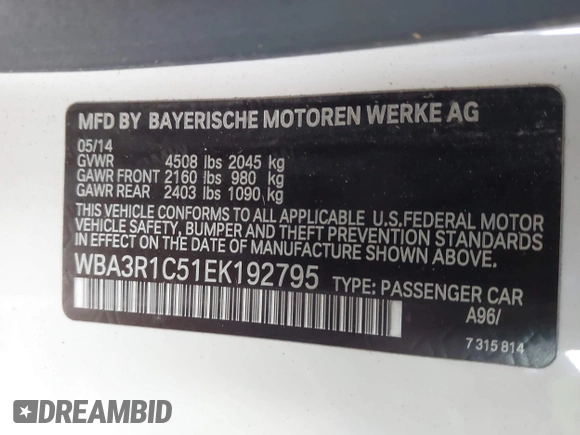 MFD BY BAYERISCHE MOTOREN WERKE AG
05/14
GVWR 4508 lbs 2045 kg
GAWR FRONT 2160 lbs 980 kg
GAWR REAR 2403 lbs 1090 kg
THIS VEHICLE CONFORMS TO ALL APPLICABLE U.S.FEDERAL MOTOR
VEHICLE SAFETY, BUMPER AND THEFT PREVENTION STANDARDS
IN EFFECT ON THE DATE OF MANUFACTURE SHOWN ABOVE.
WBA3R1C51EK192795 TYPE: PASSENGER CAR
A96/
7 315 814
DREAMBID